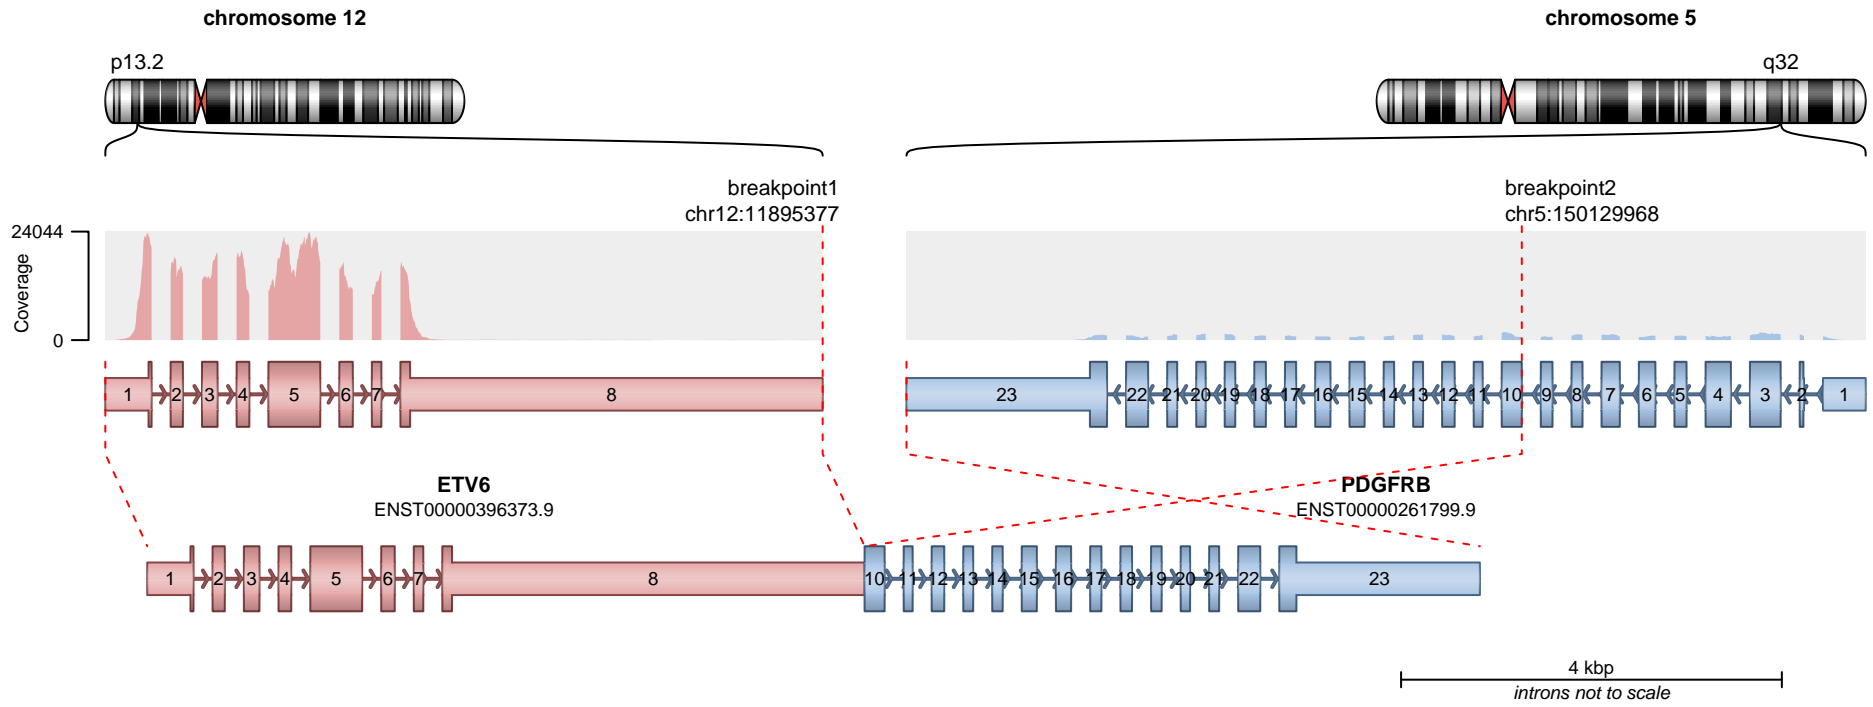 chromosome 12
chromosome 5
p13.2
q32
breakpoint1
chr12:11895377
breakpoint2
chr5:150129968
24044
Coverage
0
1 2 3 4 5 6 7 8
23 22 21 20 19 18 17 16 15 14 13 12 11 10 9 8 7 6 5 4 3 2 1
ETV6
ENST00000396373.9
PDGFRB
ENST00000261799.9
1 2 3 4 5 6 7 8 10 11 12 13 14 15 16 17 18 19 20 21 22 23
4 kbp
introns not to scale